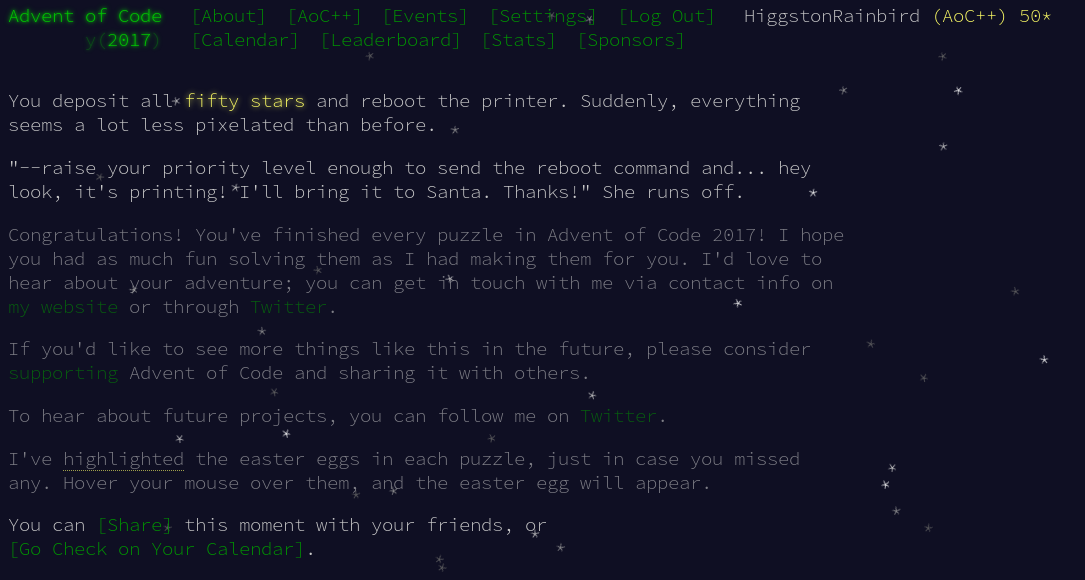 Advent of Code [About] [AoC++] [Events] [Settings] [Log Out] HiggstonRainbird (AoC++) 50*
y(2017) [Calendar] [Leaderboard] [Stats] [Sponsors]
You deposit all fifty stars and reboot the printer. Suddenly, everything
seems a lot less pixelated than before.
"--raise your priority level enough to send the reboot command and... hey
look, it's printing! I'll bring it to Santa. Thanks!" She runs off.
Congratulations! You've finished every puzzle in Advent of Code 2017! I hope
you had as much fun solving them as I had making them for you. I'd love to
hear about your adventure; you can get in touch with me via contact info on
my website or through Twitter.
If you'd like to see more things like this in the future, please consider
supporting Advent of Code and sharing it with others.
To hear about future projects, you can follow me on Twitter.
I've highlighted the easter eggs in each puzzle, just in case you missed
any. Hover your mouse over them, and the easter egg will appear.
You can [Share] this moment with your friends, or
[Go Check on Your Calendar].